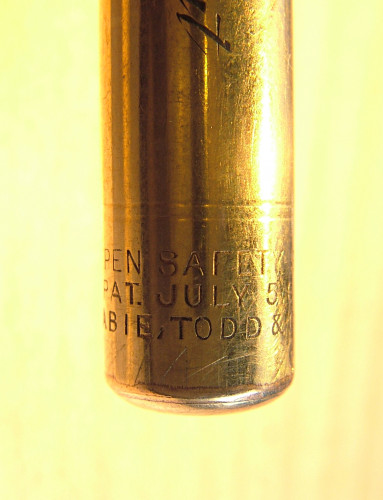 PEN SAFETY
PAT. JULY 5
ABIE, TODD &